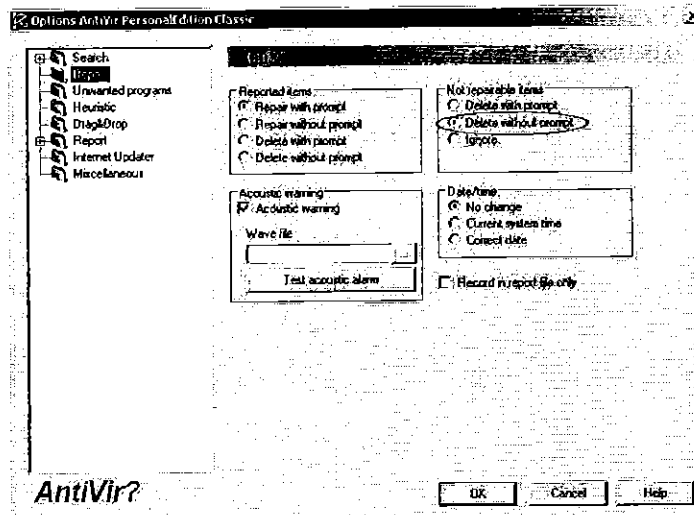 Options AntiVir PersonalEdition Classic
Search
Repair
Unwanted programs
Heuristic
Drag&Drop
Report
Internet Updater
Miscellaneous
Reported items
Repair with prompt
Repair without prompt
Delete with prompt
Delete without prompt
Not repairable items
Delete with prompt
Delete without prompt
Ignore
Acoustic warning
Acoustic warning
Wave file
...
Test acoustic alarm
Date/time
No change
Current system time
Correct date
Record in report file only
AntiVir?
OK
Cancel
Help